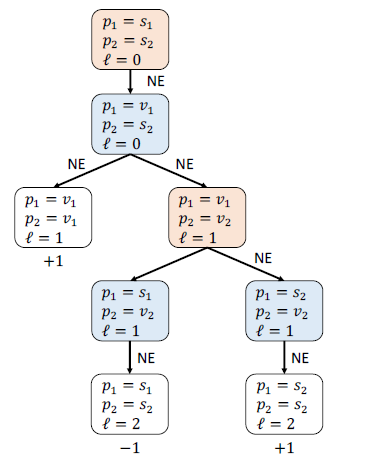 p₁ = s₁
p₂ = s₂
ℓ = 0
NE
p₁ = v₁
p₂ = s₂
ℓ = 0
NE NE
p₁ = v₁
p₂ = v₁
ℓ = 1
+1
p₁ = v₁
p₂ = v₂
ℓ = 1
NE
p₁ = s₁
p₂ = v₂
ℓ = 1
p₁ = s₂
p₂ = v₂
ℓ = 1
NE NE
p₁ = s₁
p₂ = s₂
ℓ = 2
−1
p₁ = s₂
p₂ = s₂
ℓ = 2
+1